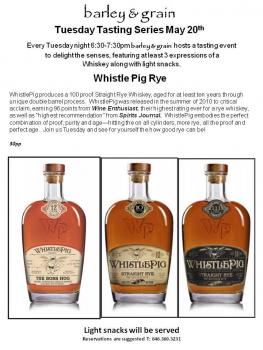 barley & grain
Tuesday Tasting Series May 20th
Every Tuesday night 6:30-7:30pm barley & grain hosts a tasting event
to delight the senses, featuring at least 3 expressions of a
Whiskey along with light snacks.
Whistle Pig Rye
WhistlePig produces a 100 proof Straight Rye Whiskey, aged for at least ten years through
unique double barrel process. WhistlePig was released in the summer of 2010 to critical
acclaim, earning 96 points from Wine Enthusiast, their highest rating ever for a rye whiskey,
as well as "highest recommendation" from Spirits Journal. WhistlePig embodies the perfect
combination of proof, purity and age—hitting the on all cylinders, more rye, all the proof and
perfect age. Join us Tuesday and see for yourself the how good rye can be!
WP
WHISTLEPIG
THE BOSS HOG
WP
WHISTLEPIG
STRAIGHT RYE
WP
WHISTLEPIG
STRAIGHT RYE
Light snacks will be served
Reservations are suggested T: 646.360.3231